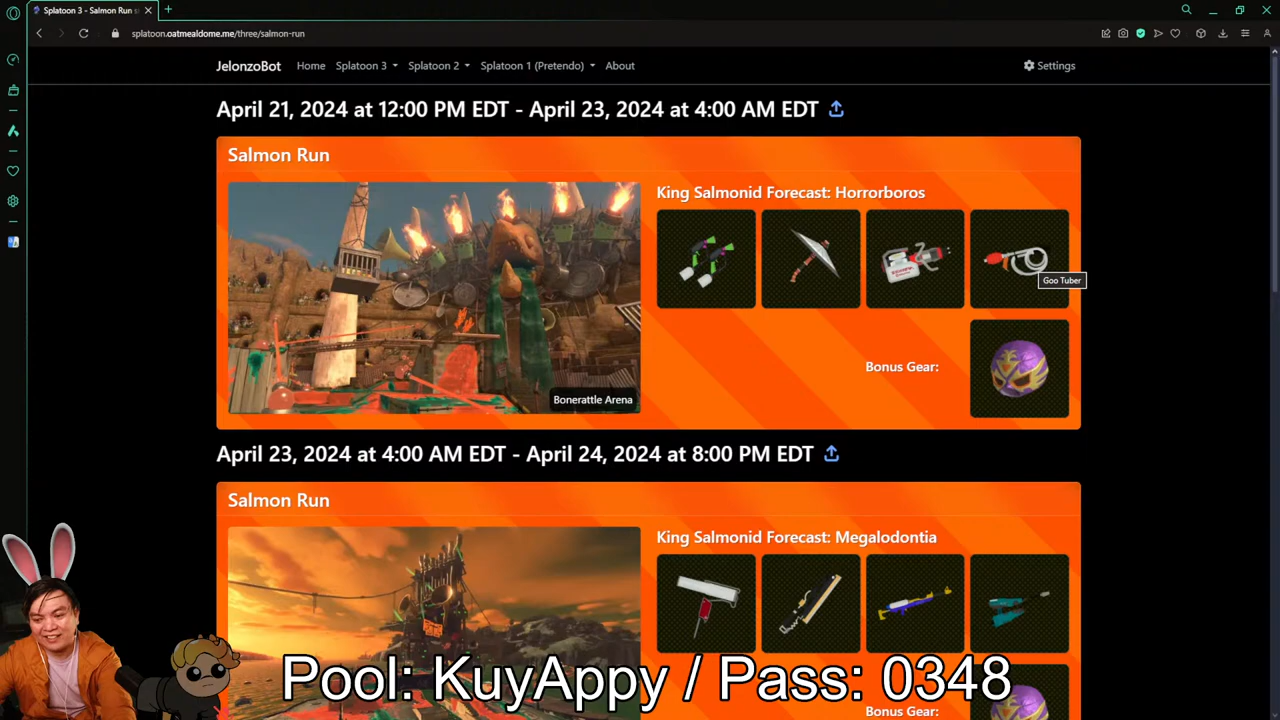 Splatoon 3 - Salmon Run s
splatoon.oatmealdome.me/three/salmon-run
JelonzoBot Home Splatoon 3 Splatoon 2 Splatoon 1 (Pretendo) About Settings
April 21, 2024 at 12:00 PM EDT - April 23, 2024 at 4:00 AM EDT
Salmon Run
King Salmonid Forecast: Horrorboros
Goo Tuber
Bonus Gear:
Bonerattle Arena
April 23, 2024 at 4:00 AM EDT - April 24, 2024 at 8:00 PM EDT
Salmon Run
King Salmonid Forecast: Megalodontia
Pool: KuyAppy / Pass: 0348
Bonus Gear: